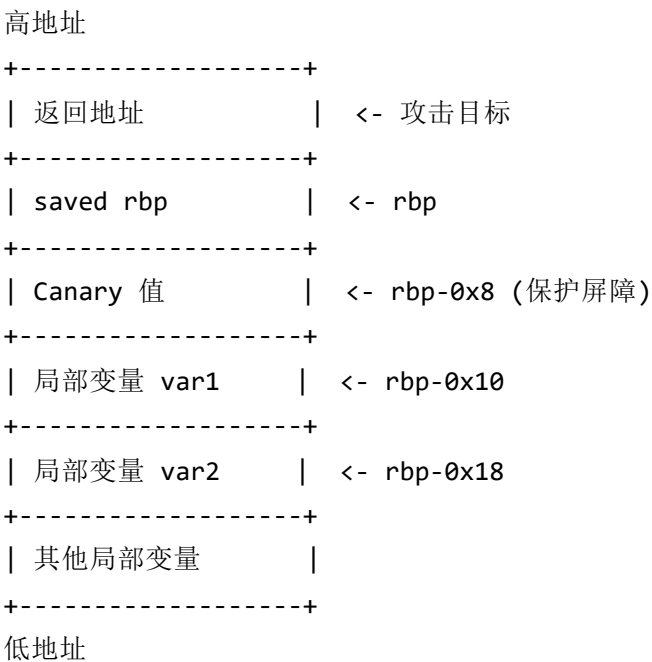 高地址
+-------------------+
| 返回地址           |  <- 攻击目标
+-------------------+
| saved rbp         |  <- rbp
+-------------------+
| Canary 值         |  <- rbp-0x8 (保护屏障)
+-------------------+
| 局部变量 var1     |  <- rbp-0x10
+-------------------+
| 局部变量 var2     |  <- rbp-0x18
+-------------------+
| 其他局部变量       |
+-------------------+
低地址